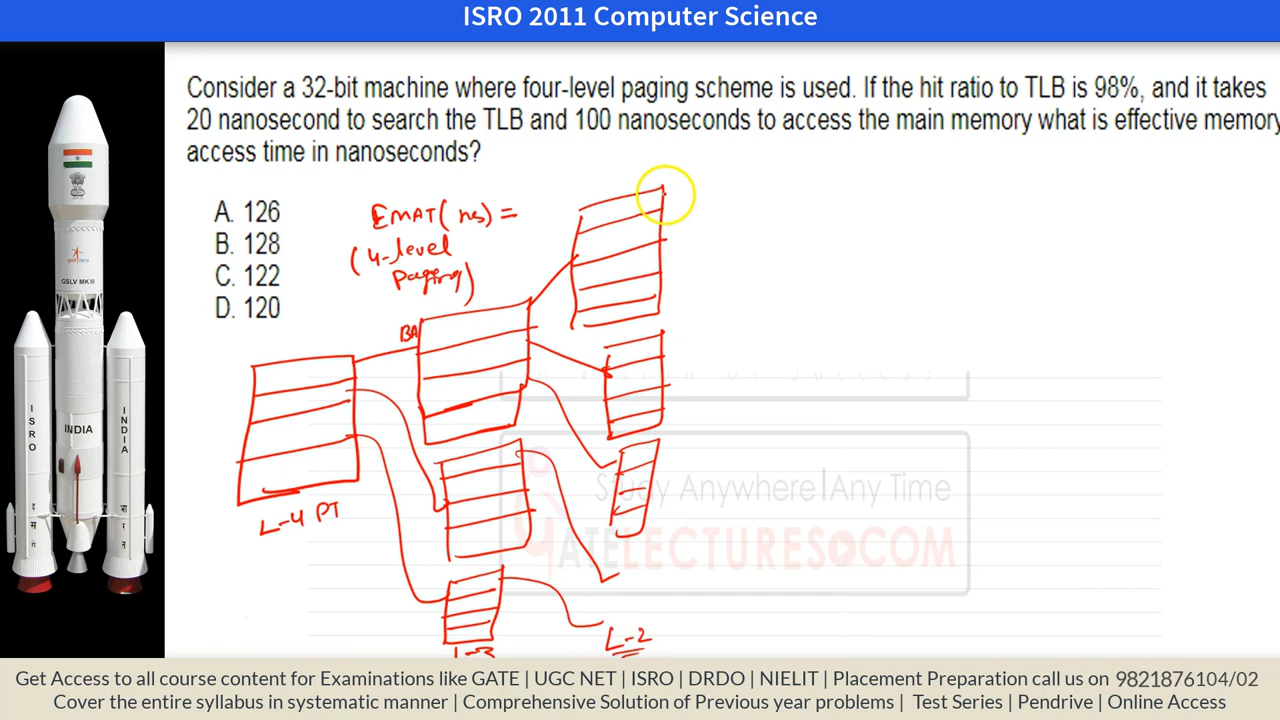 ISRO 2011 Computer Science
Consider a 32-bit machine where four-level paging scheme is used. If the hit ratio to TLB is 98%, and it takes
20 nanosecond to search the TLB and 100 nanoseconds to access the main memory what is effective memory
access time in nanoseconds?
A. 126
B. 128
C. 122
D. 120
EMAT(ns) =
(4-level
paging)
BA
L-4 PT
L-3
L-2
Study Anywhere|Any Time
ATELECTURES.COM
GSLV MK III
ISRO
INDIA
INDIA
Get Access to all course content for Examinations like GATE | UGC NET | ISRO | DRDO | NIELIT | Placement Preparation call us on 9821876104/02
Cover the entire syllabus in systematic manner | Comprehensive Solution of Previous year problems | Test Series | Pendrive | Online Access